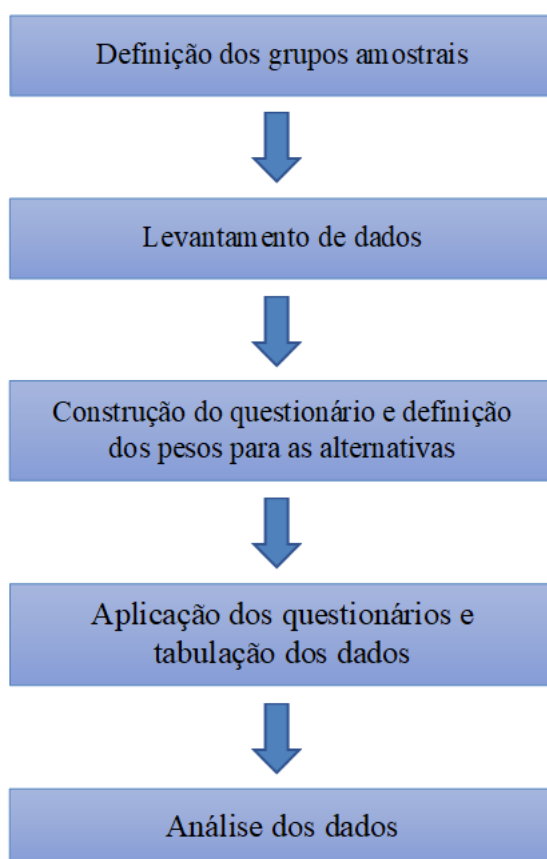 Definição dos grupos amostrais
Levantamento de dados
Construção do questionário e definição
dos pesos para as alternativas
Aplicação dos questionários e
tabulação dos dados
Análise dos dados